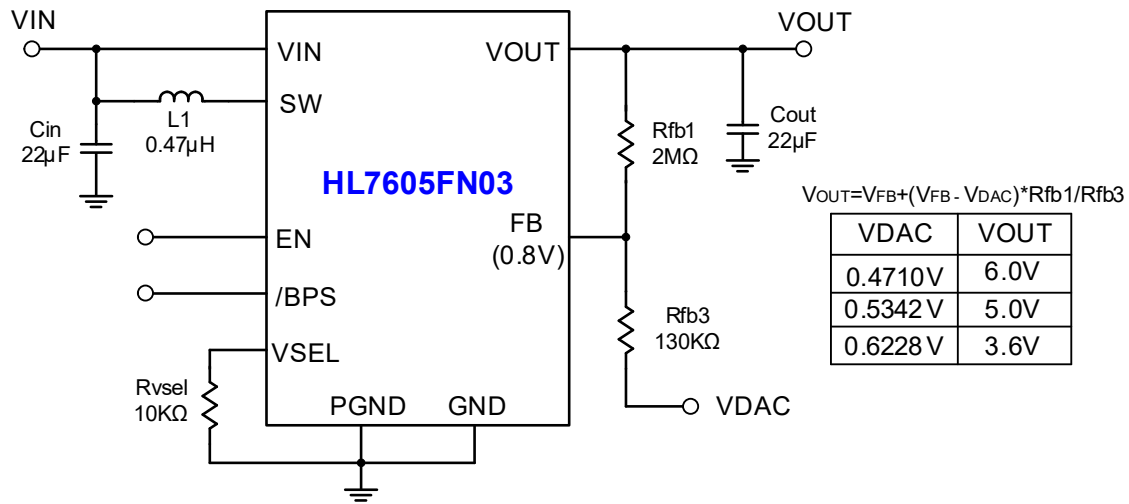 VIN
VOUT
VIN
VOUT
SW
L1
0.47µH
Cin
22µF
Rfb1
2MΩ
Cout
22µF
HL7605FN03
VOUT=VFB+(VFB - VDAC)*Rfb1/Rfb3
FB
(0.8V)
EN
/BPS
VSEL
VDAC VOUT
0.4710V 6.0V
0.5342V 5.0V
0.6228V 3.6V
Rfb3
130KΩ
Rvsel
10KΩ
PGND GND
VDAC